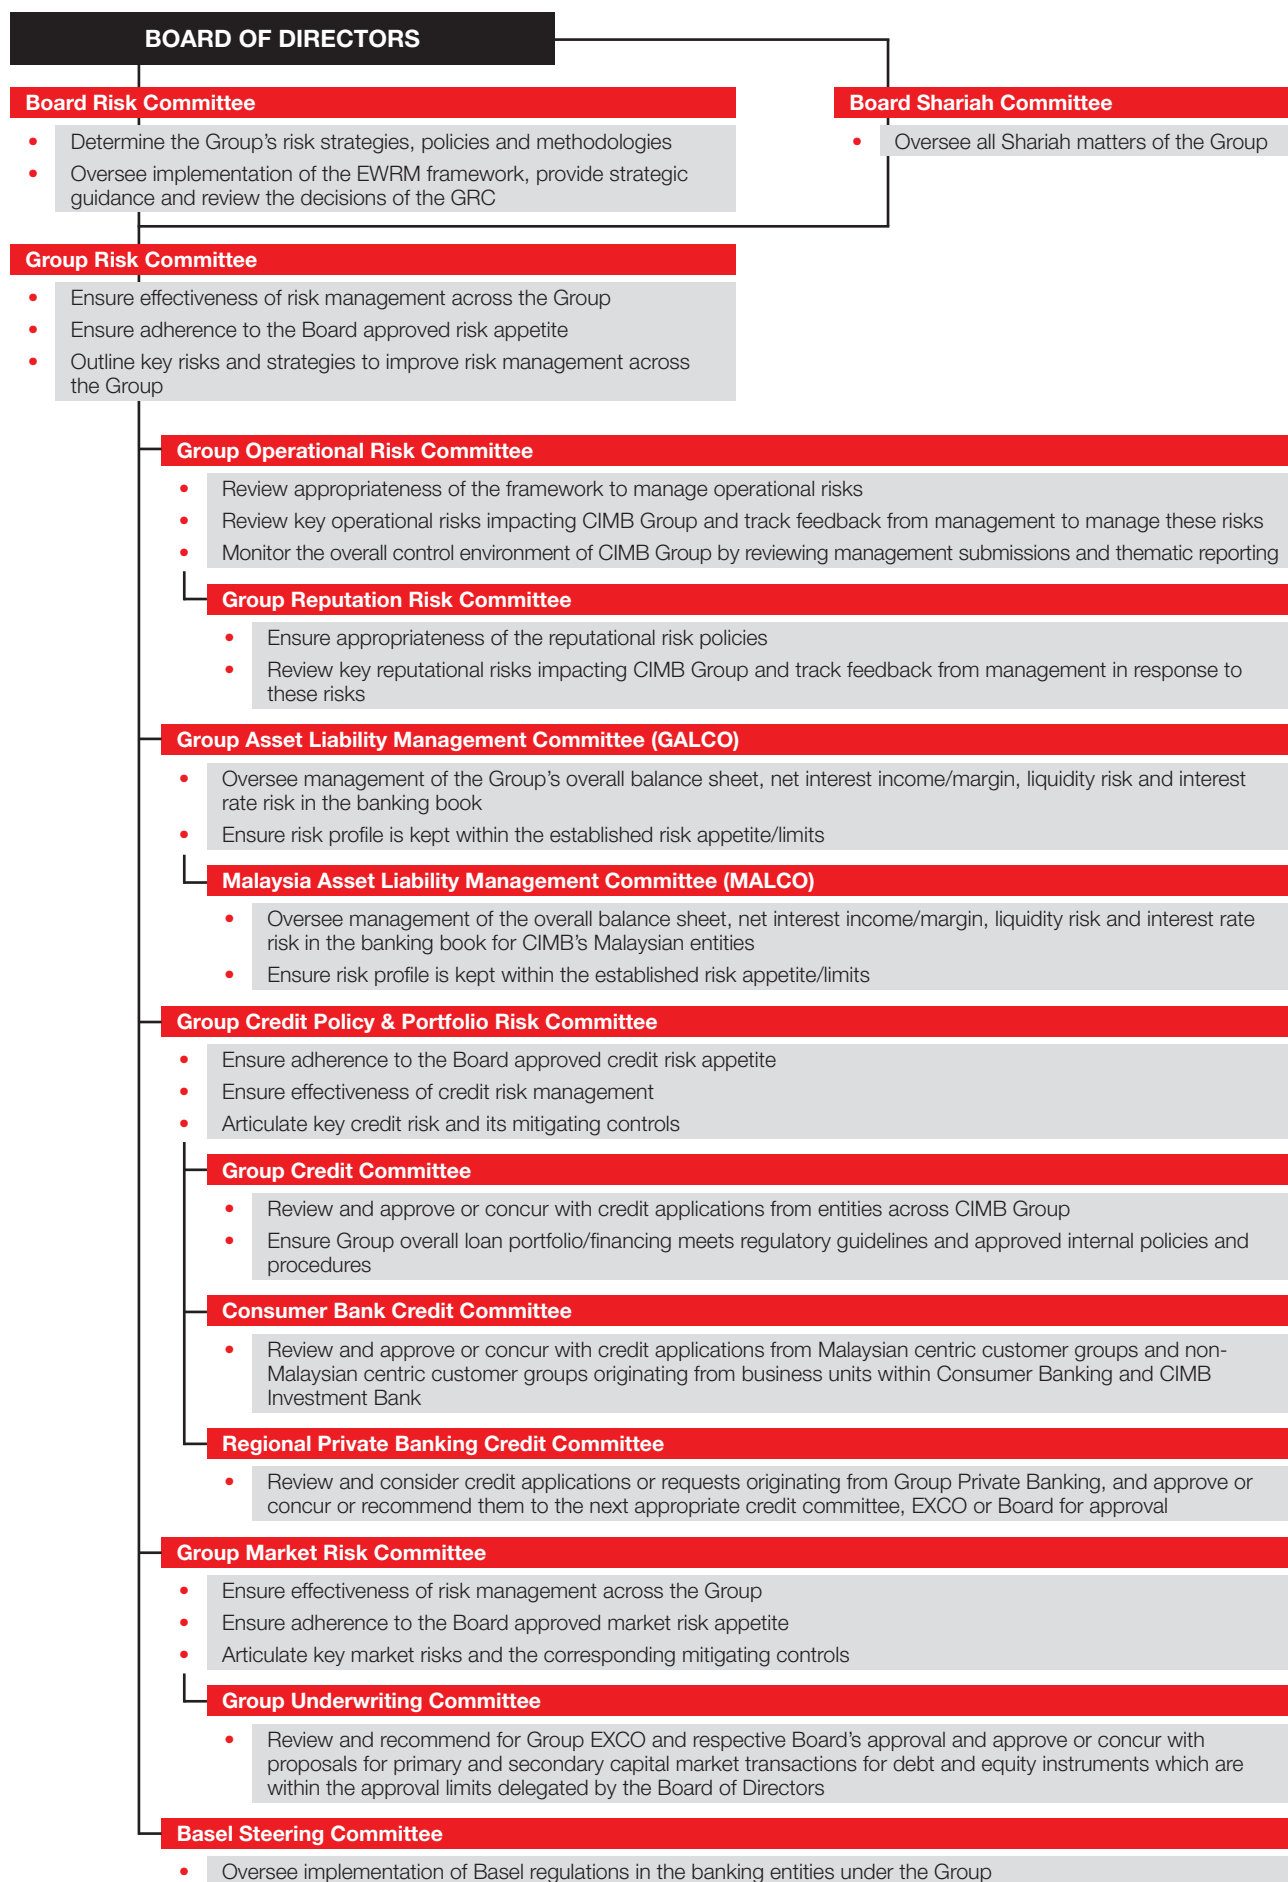 BOARD OF DIRECTORS
Board Risk Committee
• Determine the Group's risk strategies, policies and methodologies
• Oversee implementation of the EWRM framework, provide strategic
guidance and review the decisions of the GRC
Board Shariah Committee
• Oversee all Shariah matters of the Group
Group Risk Committee
• Ensure effectiveness of risk management across the Group
• Ensure adherence to the Board approved risk appetite
• Outline key risks and strategies to improve risk management across
the Group
Group Operational Risk Committee
• Review appropriateness of the framework to manage operational risks
• Review key operational risks impacting CIMB Group and track feedback from management to manage these risks
• Monitor the overall control environment of CIMB Group by reviewing management submissions and thematic reporting
Group Reputation Risk Committee
• Ensure appropriateness of the reputational risk policies
• Review key reputational risks impacting CIMB Group and track feedback from management in response to
these risks
Group Asset Liability Management Committee (GALCO)
• Oversee management of the Group's overall balance sheet, net interest income/margin, liquidity risk and interest
rate risk in the banking book
• Ensure risk profile is kept within the established risk appetite/limits
Malaysia Asset Liability Management Committee (MALCO)
• Oversee management of the overall balance sheet, net interest income/margin, liquidity risk and interest rate
risk in the banking book for CIMB's Malaysian entities
• Ensure risk profile is kept within the established risk appetite/limits
Group Credit Policy & Portfolio Risk Committee
• Ensure adherence to the Board approved credit risk appetite
• Ensure effectiveness of credit risk management
• Articulate key credit risk and its mitigating controls
Group Credit Committee
• Review and approve or concur with credit applications from entities across CIMB Group
• Ensure Group overall loan portfolio/financing meets regulatory guidelines and approved internal policies and
procedures
Consumer Bank Credit Committee
• Review and approve or concur with credit applications from Malaysian centric customer groups and non-
Malaysian centric customer groups originating from business units within Consumer Banking and CIMB
Investment Bank
Regional Private Banking Credit Committee
• Review and consider credit applications or requests originating from Group Private Banking, and approve or
concur or recommend them to the next appropriate credit committee, EXCO or Board for approval
Group Market Risk Committee
• Ensure effectiveness of risk management across the Group
• Ensure adherence to the Board approved market risk appetite
• Articulate key market risks and the corresponding mitigating controls
Group Underwriting Committee
• Review and recommend for Group EXCO and respective Board's approval and approve or concur with
proposals for primary and secondary capital market transactions for debt and equity instruments which are
within the approval limits delegated by the Board of Directors
Basel Steering Committee
• Oversee implementation of Basel regulations in the banking entities under the Group